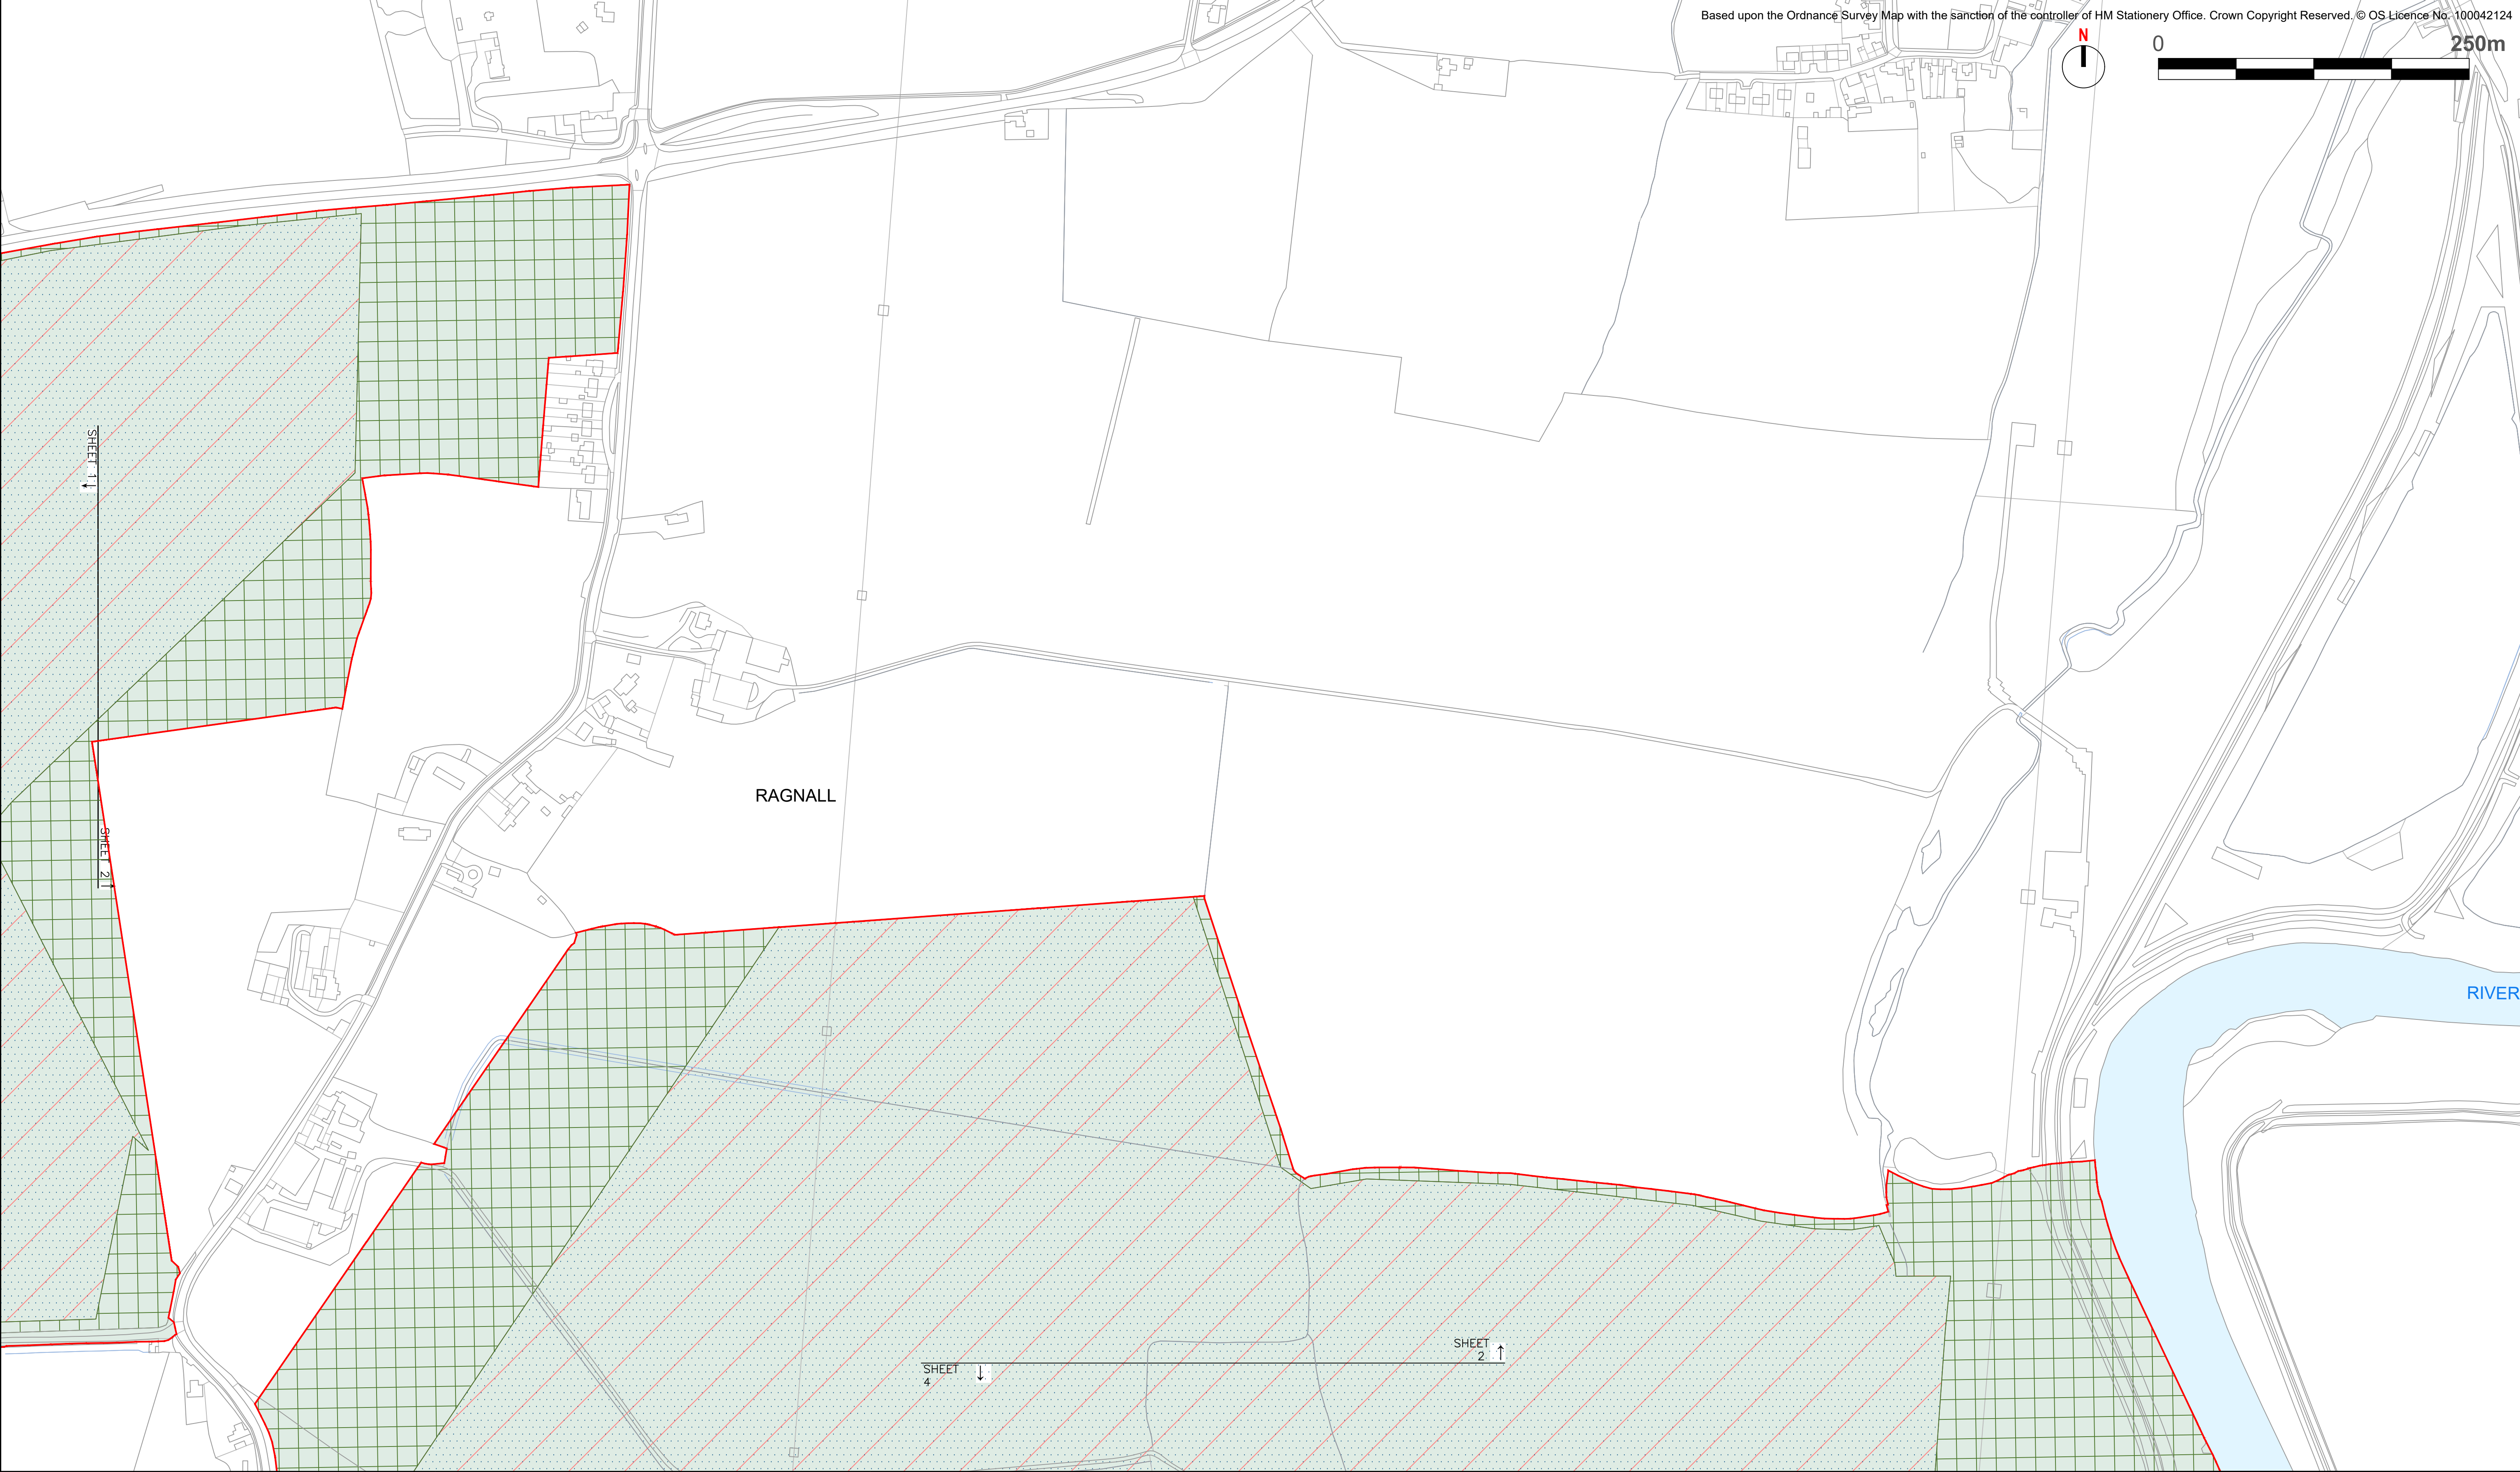 Based upon the Ordnance Survey Map with the sanction of the controller of HM Stationery Office. Crown Copyright Reserved. © OS Licence No. 100042124
N
0 250m
SHEET 1
SHEET 2
RAGNALL
RIVER
SHEET
2
SHEET
4